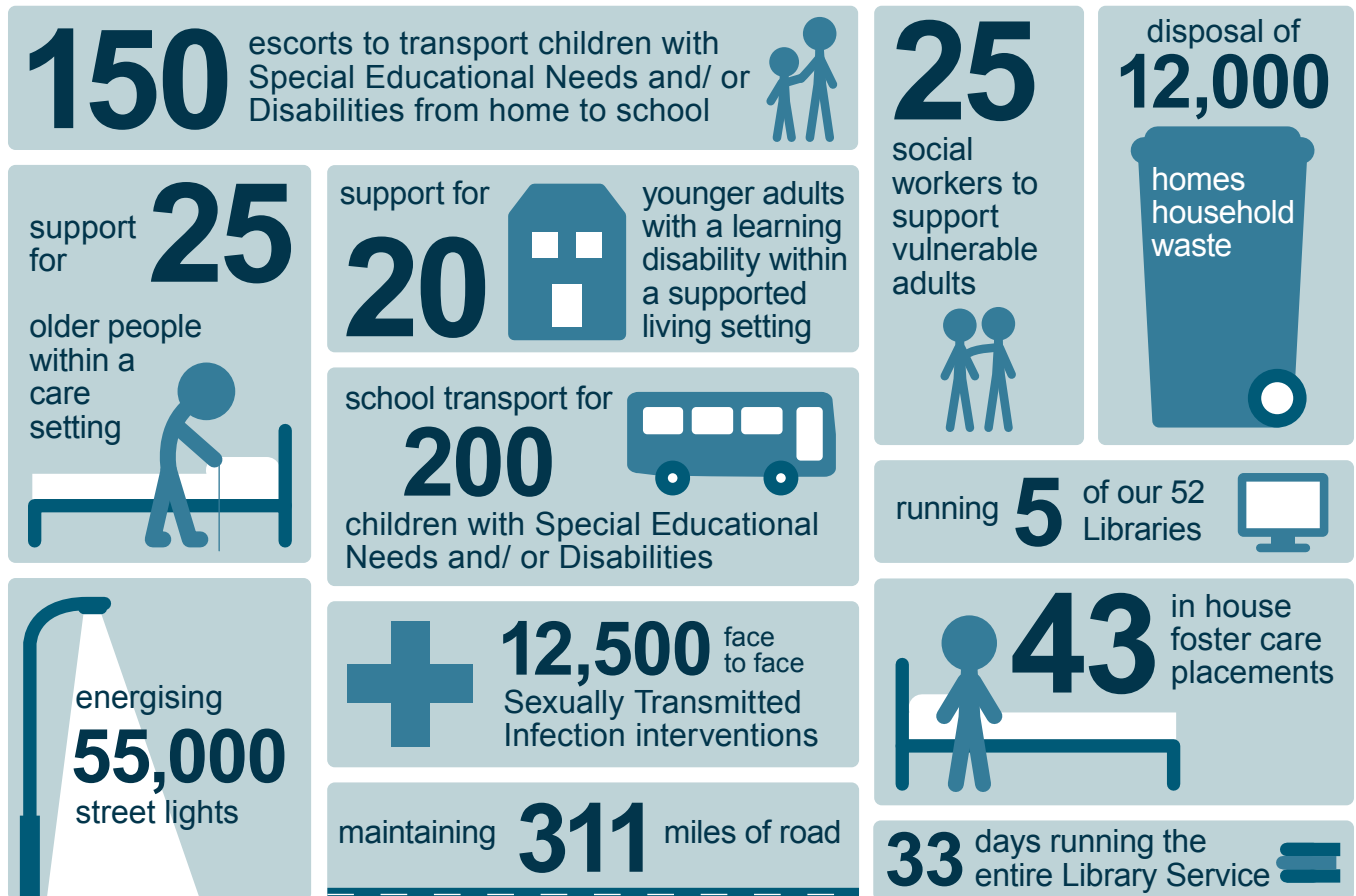 150
escorts to transport children with
Special Educational Needs and/ or
Disabilities from home to school
25
social
workers to
support
vulnerable
adults
disposal of
12,000
homes
household
waste
support
for
25
older people
within a
care
setting
support for
20
younger adults
with a learning
disability within
a supported
living setting
school transport for
200
children with Special Educational
Needs and/ or Disabilities
running 5 of our 52
Libraries
energising
55,000
street lights
12,500 face
to face
Sexually Transmitted
Infection interventions
43 in house
foster care
placements
maintaining 311 miles of road
33 days running the
entire Library Service